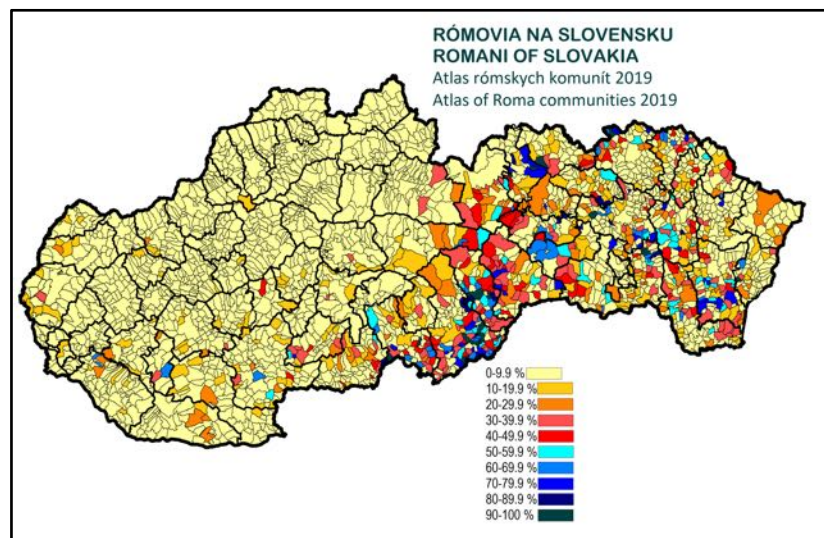 RÓMOVIA NA SLOVENSKU
ROMANI OF SLOVAKIA
Atlas rómskych komunít 2019
Atlas of Roma communities 2019
0-9.9 %
10-19.9 %
20-29.9 %
30-39.9 %
40-49.9 %
50-59.9 %
60-69.9 %
70-79.9 %
80-89.9 %
90-100 %